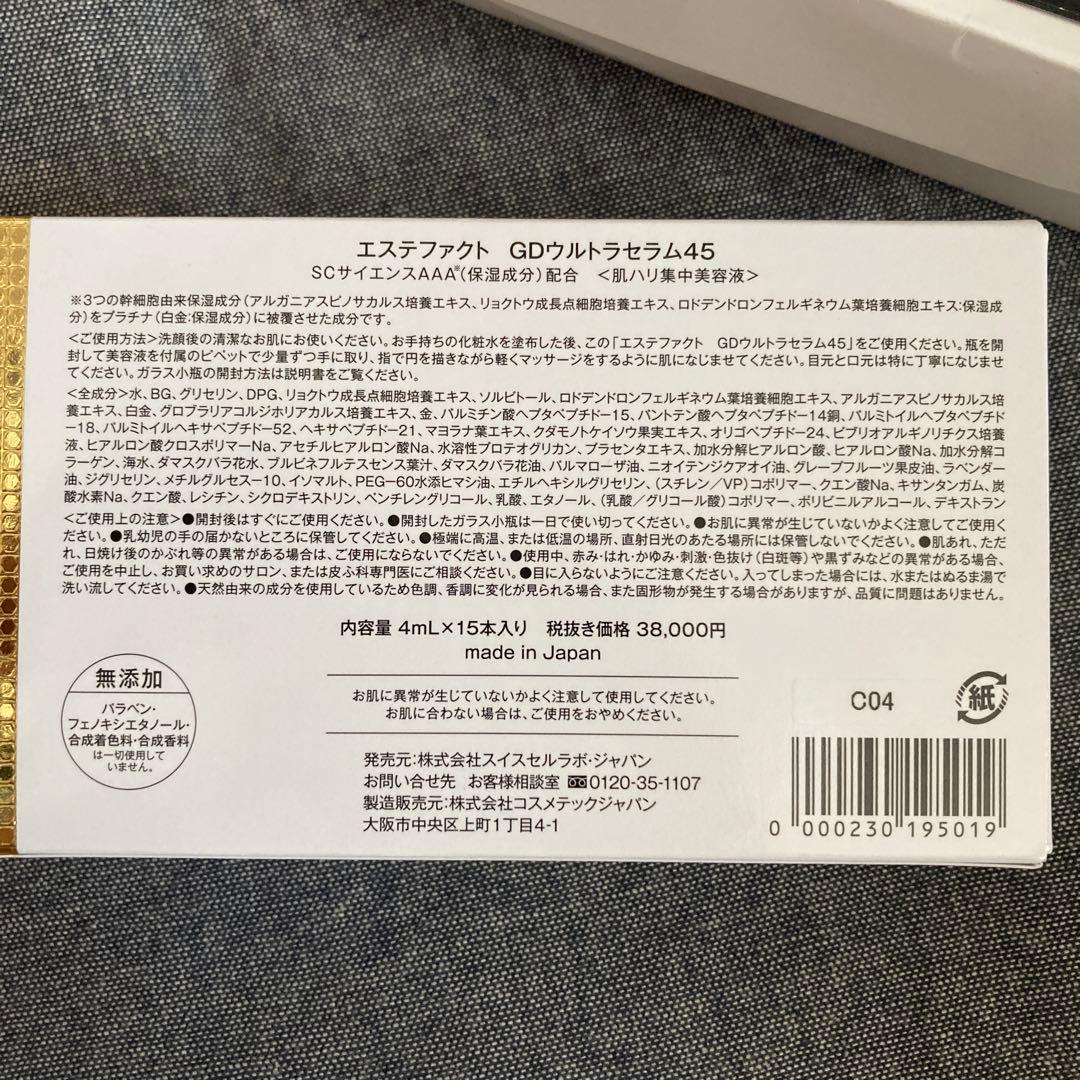 エステファクト　GDウルトラセラム45
SCサイエンスAAA※(保湿成分)配合　＜肌ハリ集中美容液＞
※3つの幹細胞由来保湿成分(アルガニアスピノサカルス培養エキス、リョクトウ成長点細胞培養エキス、ロドデンドロンフェルギネウム葉培養細胞エキス:保湿成
分)をプラチナ(白金:保湿成分)に被覆させた成分です。
＜ご使用方法＞洗顔後の清潔なお肌にお使いください。お手持ちの化粧水を塗布した後、この「エステファクト　GDウルトラセラム45」をご使用ください。瓶を開
封して美容液を付属のピペットで少量ずつ手に取り、指で円を描きながら軽くマッサージをするように肌になじませてください。目元と口元は特に丁寧になじませ
てください。ガラス小瓶の開封方法は説明書をご覧ください。
＜全成分＞水、BG、グリセリン、DPG、リョクトウ成長点細胞培養エキス、ソルビトール、ロドデンドロンフェルギネウム葉培養細胞エキス、アルガニアスピノサカルス培
養エキス、白金、グロブラリアコルジホリアカルス培養エキス、金、パルミチン酸ヘプタペプチド-15、パントテン酸ヘプタペプチド-14銅、パルミトイルヘプタペプチド
-18、パルミトイルヘキサペプチド-52、ヘキサペプチド-21、マヨラナ葉エキス、クダモノトケイソウ果実エキス、オリゴペプチド-24、ビブリオアルギノリチクス培養
液、ヒアルロン酸クロスポリマーNa、アセチルヒアルロン酸Na、水溶性プロテオグリカン、プラセンタエキス、加水分解ヒアルロン酸、ヒアルロン酸Na、加水分解コ
ラーゲン、海水、ダマスクバラ花水、ブルビネフルテスセンス葉汁、ダマスクバラ花油、パルマローザ油、ニオイテンジクアオイ油、グレープフルーツ果皮油、ラベンダー
油、ジグリセリン、メチルグルセス-10、イソマルト、PEG-60水添ヒマシ油、エチルヘキシルグリセリン、(スチレン/VP)コポリマー、クエン酸Na、キサンタンガム、炭
酸水素Na、クエン酸、レシチン、シクロデキストリン、ペンチレングリコール、乳酸、エタノール、(乳酸／グリコール酸)コポリマー、ポリビニルアルコール、デキストラン
＜ご使用上の注意＞●開封後はすぐにご使用ください。●開封したガラス小瓶は一日で使い切ってください。●お肌に異常が生じていないかよく注意してご使用く
ださい。●乳幼児の手の届かないところに保管してください。●極端に高温、または低温の場所、直射日光のあたる場所には保管しないでください。●肌あれ、ただ
れ、日焼け後のかぶれ等の異常がある場合は、ご使用にならないでください。●使用中、赤み・はれ・かゆみ・刺激・色抜け(白斑等)や黒ずみなどの異常がある場合、
ご使用を中止し、お買い求めのサロン、または皮ふ科専門医にご相談ください。●目に入らないようにご注意ください。入ってしまった場合には、水またはぬるま湯で
洗い流してください。●天然由来の成分を使用しているため色調、香調に変化が見られる場合、また固形物が発生する場合がありますが、品質に問題はありません。
内容量 4mL×15本入り　税抜き価格 38,000円
made in Japan
無添加
パラベン・
フェノキシエタノール・
合成着色料・合成香料
は一切使用して
いません。
お肌に異常が生じていないかよく注意して使用してください。
お肌に合わない場合は、ご使用をおやめください。
発売元:株式会社スイスセルラボ・ジャパン
お問い合せ先　お客様相談室 0120-35-1107
製造販売元:株式会社コスメテックジャパン
大阪市中央区上町1丁目4-1
C04
紙
0 000230 195019